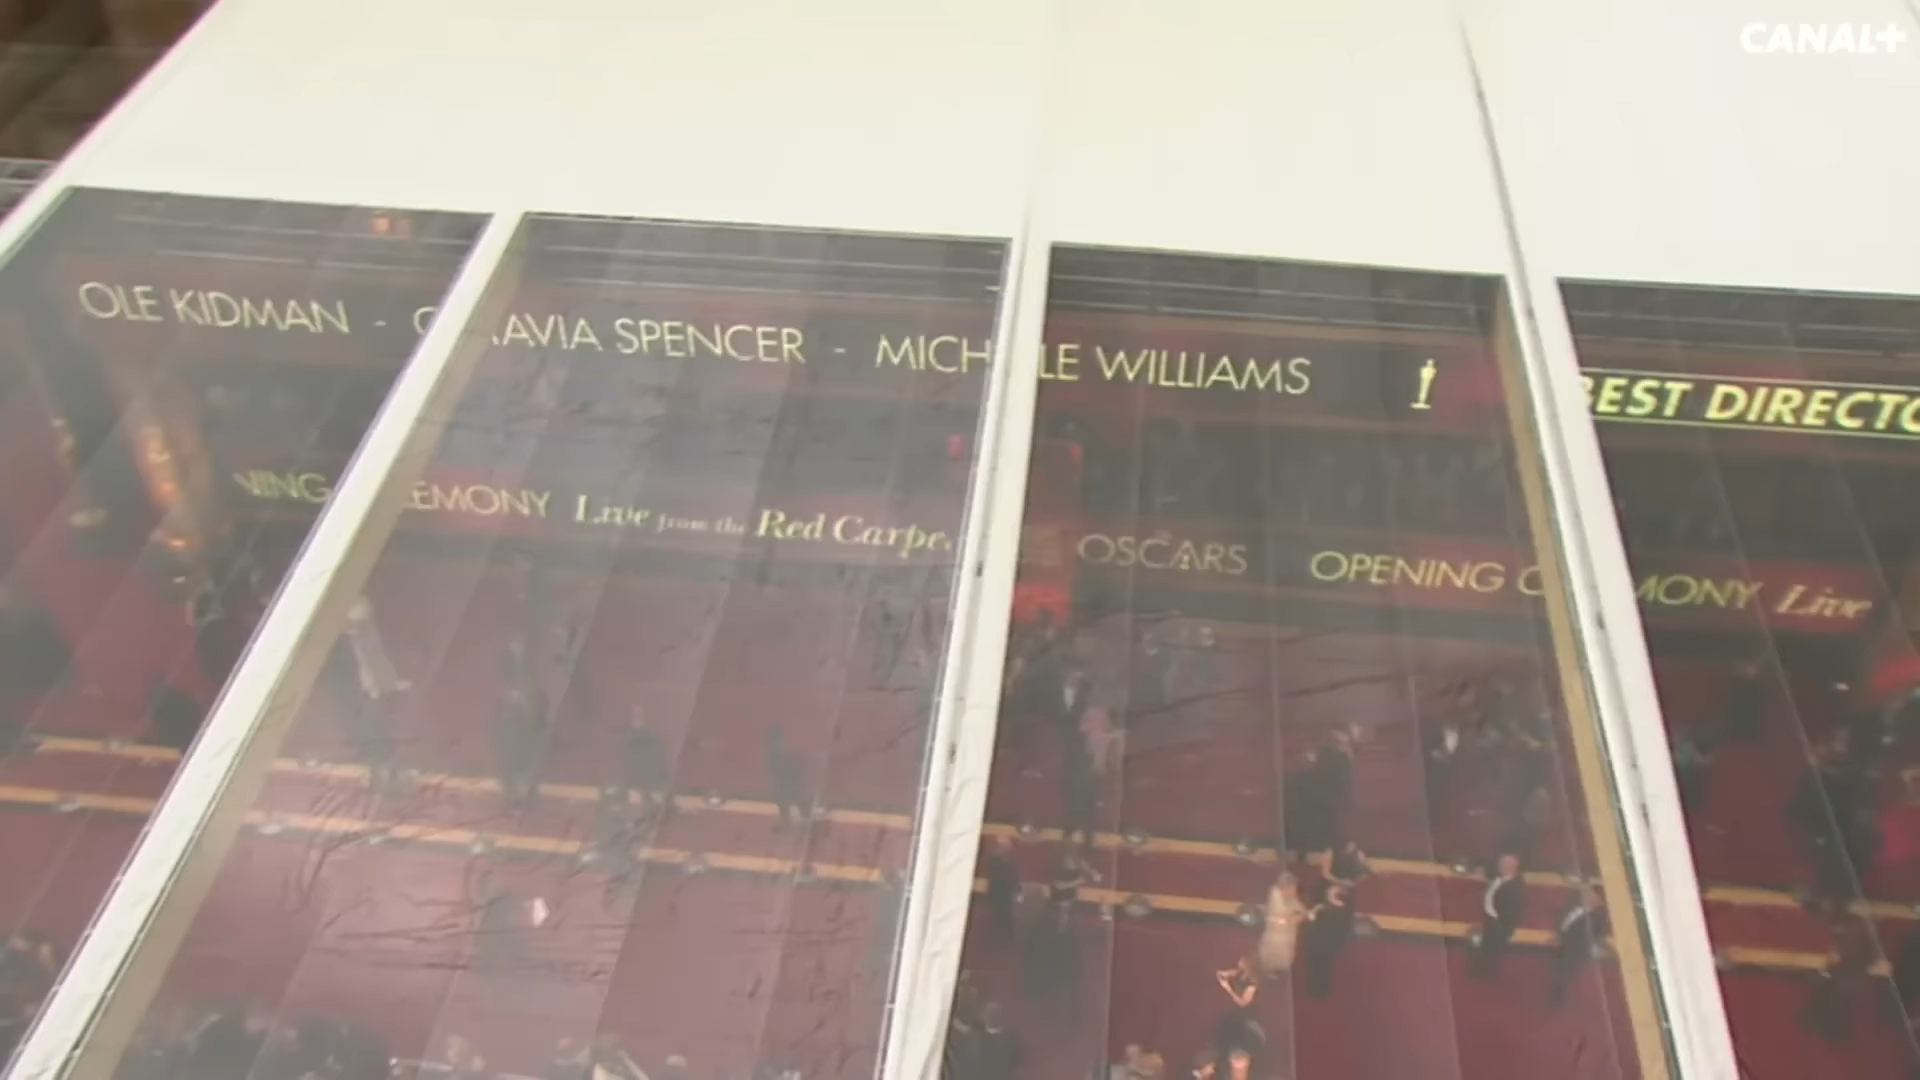 CANAL+
OLE KIDMAN - AVIA SPENCER - MICH LE WILLIAMS
BEST DIRECTO
EMONY Live from the Red Carpe OSCARS OPENING C MONY Live